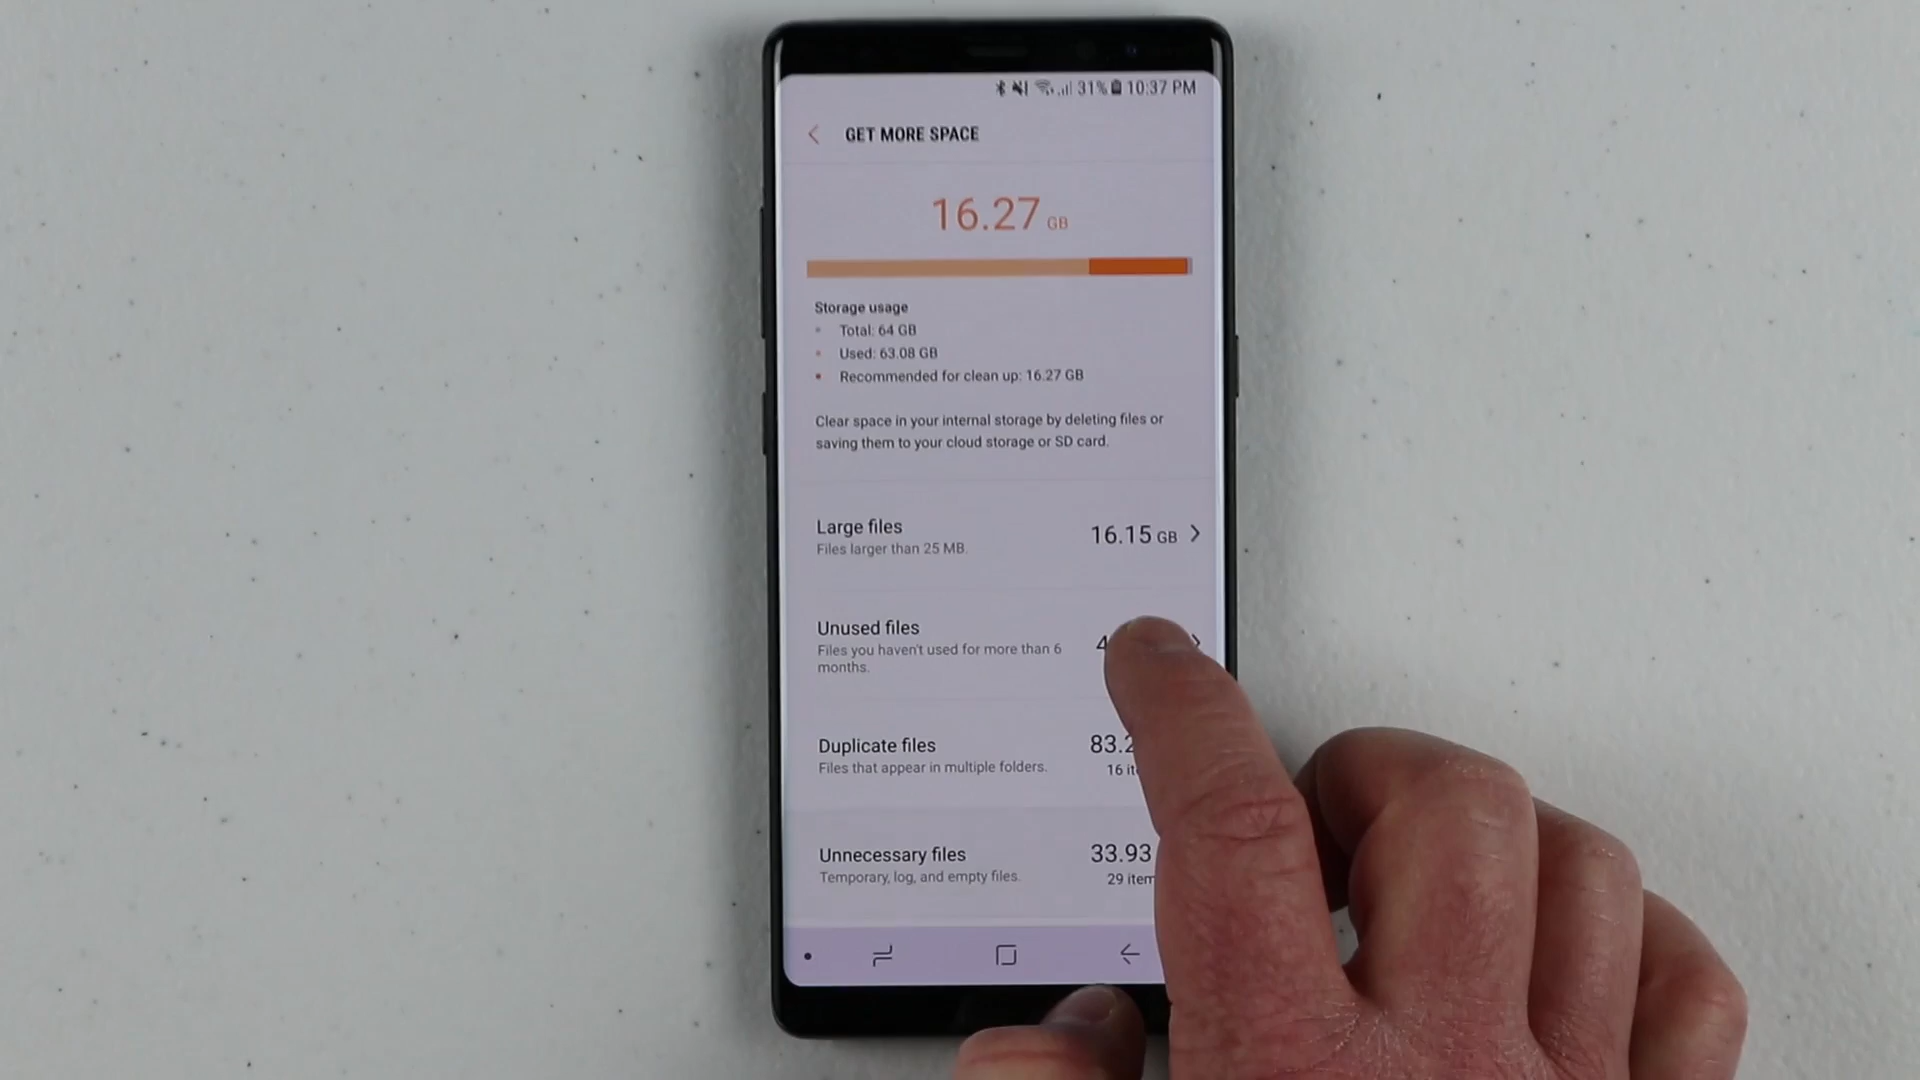 31% 10:37 PM
GET MORE SPACE
16.27 GB
Storage usage
Total: 64 GB
Used: 63.08 GB
Recommended for clean up: 16.27 GB
Clear space in your internal storage by deleting files or
saving them to your cloud storage or SD card.
Large files
16.15 GB
Files larger than 25 MB.
Unused files
Files you haven't used for more than 6
months.
Duplicate files
Files that appear in multiple folders.
16
Unnecessary files
33.93
Temporary, log, and empty files.
29 item